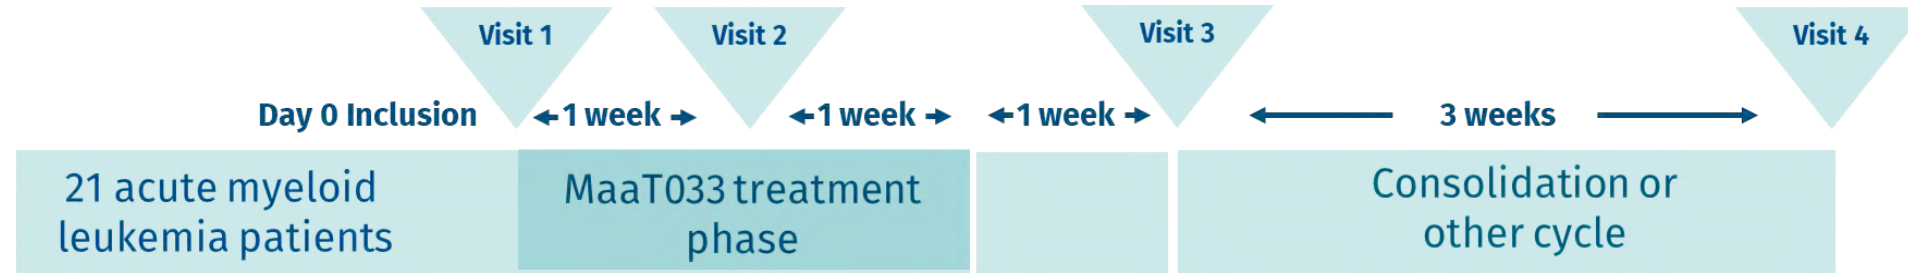 Visit 1
Visit 2
Visit 3
Visit 4
Day 0 Inclusion
1 week
1 week
1 week
3 weeks
21 acute myeloid
leukemia patients
MaaT033 treatment
phase
Consolidation or
other cycle